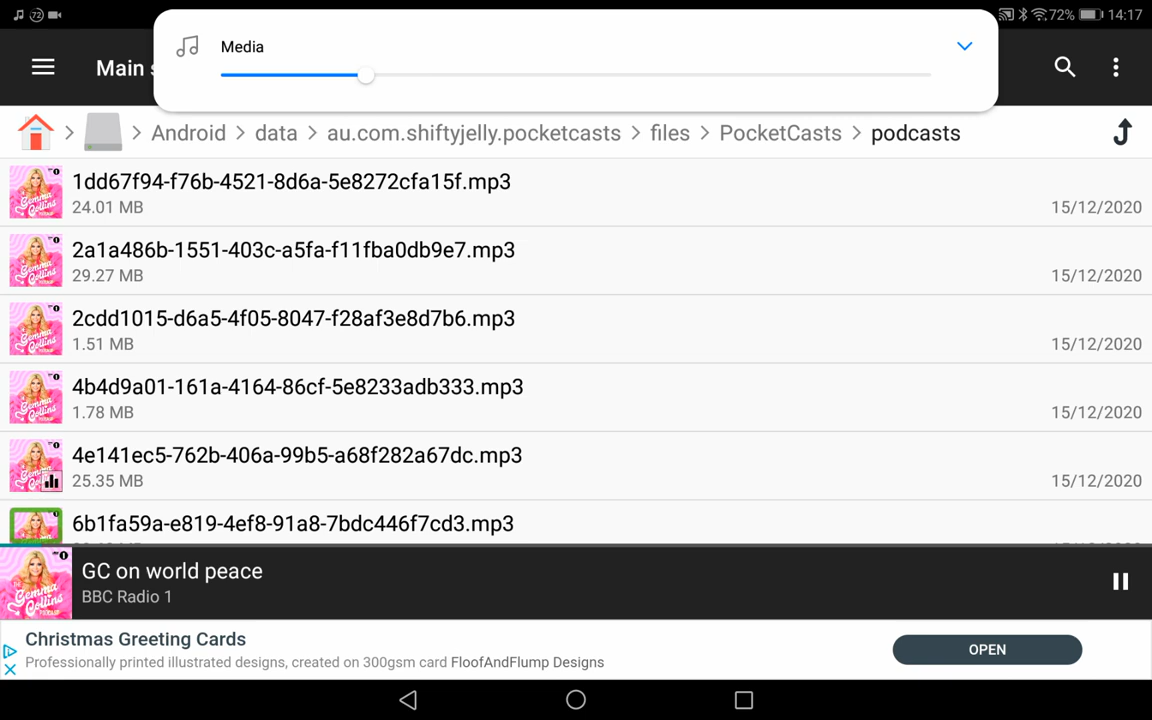 72
Media
72%
14:17
Main
Android
data
au.com.shiftyjelly.pocketcasts
files
PocketCasts
podcasts
1dd67f94-f76b-4521-8d6a-5e8272cfa15f.mp3
24.01 MB
15/12/2020
2a1a486b-1551-403c-a5fa-f11fba0db9e7.mp3
29.27 MB
15/12/2020
2cdd1015-d6a5-4f05-8047-f28af3e8d7b6.mp3
1.51 MB
15/12/2020
4b4d9a01-161a-4164-86cf-5e8233adb333.mp3
1.78 MB
15/12/2020
4e141ec5-762b-406a-99b5-a68f282a67dc.mp3
25.35 MB
15/12/2020
6b1fa59a-e819-4ef8-91a8-7bdc446f7cd3.mp3
Gemma
Collins
GC on world peace
BBC Radio 1
Christmas Greeting Cards
Professionally printed illustrated designs, created on 300gsm card FloofAndFlump Designs
OPEN